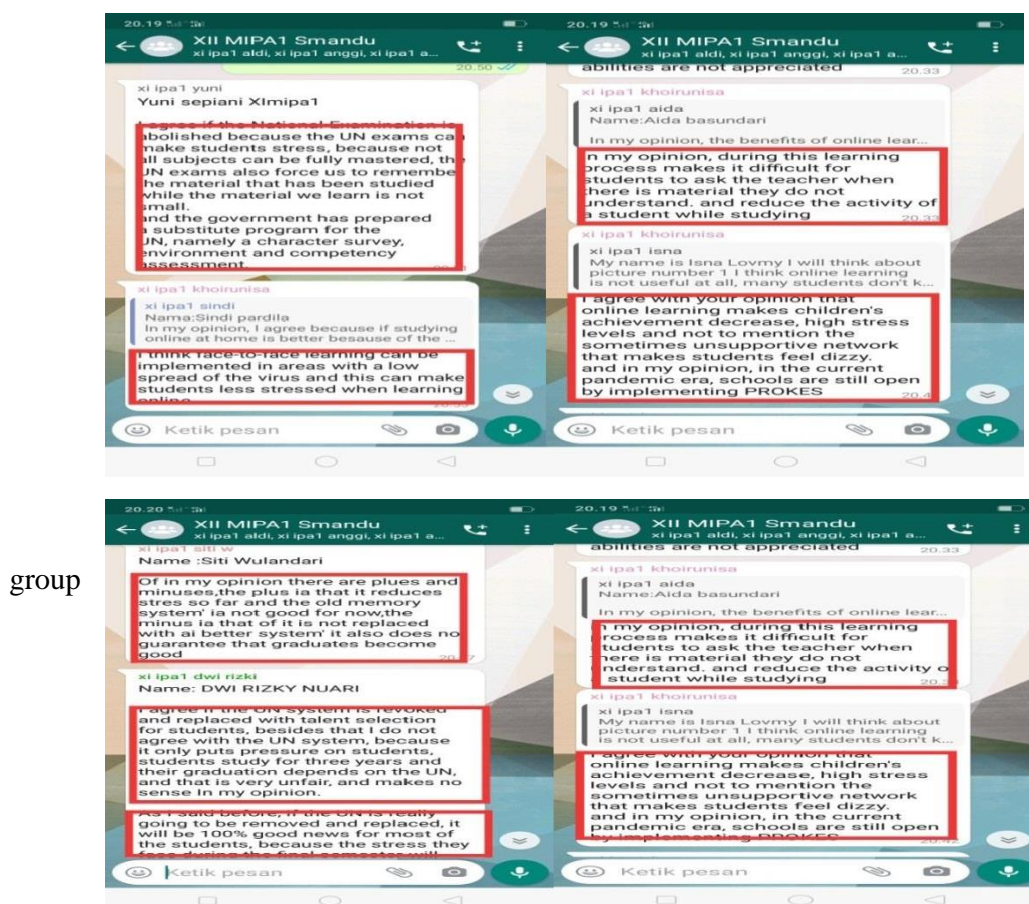 20.19
XII MIPA1 Smandu
xi ipa1 aldi, xi ipa1 anggi, xi ipa1 a...
20.50
xi ipa1 yuni
Yuni sepiani XImipa1
I agree if the National Examination is
abolished because the UN exams can
make students stress, because not
all subjects can be fully mastered, the
UN exams also force us to remembe
the material that has been studied
while the material we learn is not
small.
and the government has prepared
a substitute program for the
UN, namely a character survey,
environment and competency
assessment.
xi ipa1 khoirunisa
xi ipa1 sindi
Nama:Sindi pardila
In my opinion, I agree because if studying
online at home is better besause of the ...
I think face-to-face learning can be
implemented in areas with a low
spread of the virus and this can make
students less stressed when learning
online
Ketik pesan
20.19
XII MIPA1 Smandu
xi ipa1 aldi, xi ipa1 anggi, xi ipa1 a...
abilities are not appreciated
20.33
xi ipa1 khoirunisa
xi ipa1 aida
Name:Aida basundari
In my opinion, the benefits of online lear...
In my opinion, during this learning
process makes it difficult for
students to ask the teacher when
there is material they do not
understand. and reduce the activity of
a student while studying
20.33
xi ipa1 khoirunisa
xi ipa1 isna
My name is Isna Lovmy I will think about
picture number 1 I think online learning
is not useful at all, many students don't k...
I agree with your opinion that
online learning makes children's
achievement decrease, high stress
levels and not to mention the
sometimes unsupportive network
that makes students feel dizzy.
and in my opinion, in the current
pandemic era, schools are still open
by implementing PROKES
Ketik pesan
group
20.20
XII MIPA1 Smandu
xi ipa1 aldi, xi ipa1 anggi, xi ipa1 a...
xi ipa1 siti w
Name :Siti Wulandari
Of in my opinion there are plues and
minuses,the plus ia that it reduces
stres so far and the old memory
system' ia not good for now,the
minus ia that of it is not replaced
with ai better system' it also does no
guarantee that graduates become
good
xi ipa1 dwi rizki
Name: DWI RIZKY NUARI
I agree if the UN system is revoked
and replaced with talent selection
for students, besides that I do not
agree with the UN system, because
it only puts pressure on students,
students study for three years and
their graduation depends on the UN,
and that is very unfair, and makes no
sense In my opinion.
As I said before, if the UN is really
going to be removed and replaced, it
will be 100% good news for most of
the students, because the stress they
face during the final semester will
Ketik pesan
20.19
XII MIPA1 Smandu
xi ipa1 aldi, xi ipa1 anggi, xi ipa1 a...
abilities are not appreciated
20.33
xi ipa1 khoirunisa
xi ipa1 aida
Name:Aida basundari
In my opinion, the benefits of online lear...
In my opinion, during this learning
process makes it difficult for
students to ask the teacher when
there is material they do not
understand. and reduce the activity o
student while studying
xi ipa1 khoirunisa
xi ipa1 isna
My name is Isna Lovmy I will think about
picture number 1 I think online learning
is not useful at all, many students don't k...
I agree with your opinion that
online learning makes children's
achievement decrease, high stress
levels and not to mention the
sometimes unsupportive network
that makes students feel dizzy.
and in my opinion, in the current
pandemic era, schools are still open
by implementing PROKES
20.42
Ketik pesan